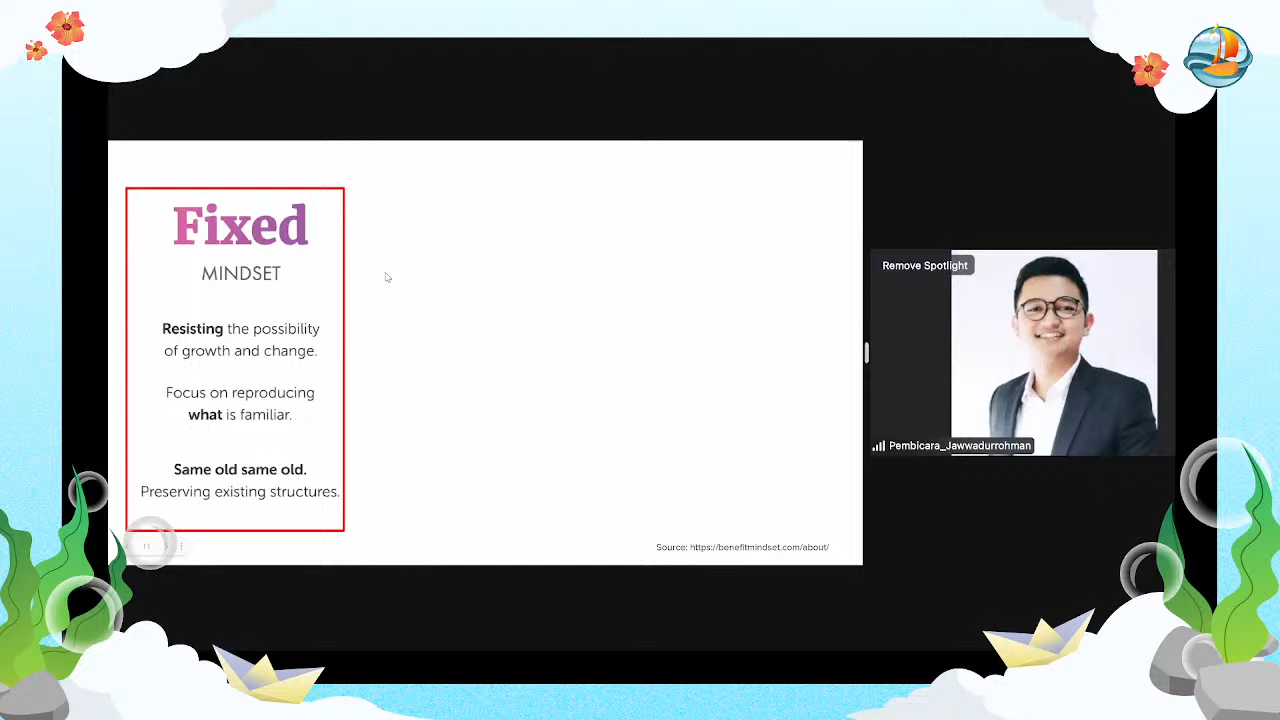 Fixed
MINDSET
Resisting the possibility
of growth and change.
Focus on reproducing
what is familiar.
Same old same old.
Preserving existing structures.
11
Source: https://benefitmindset.com/about/
Remove Spotlight
Pembicara_Jawwadurrohman